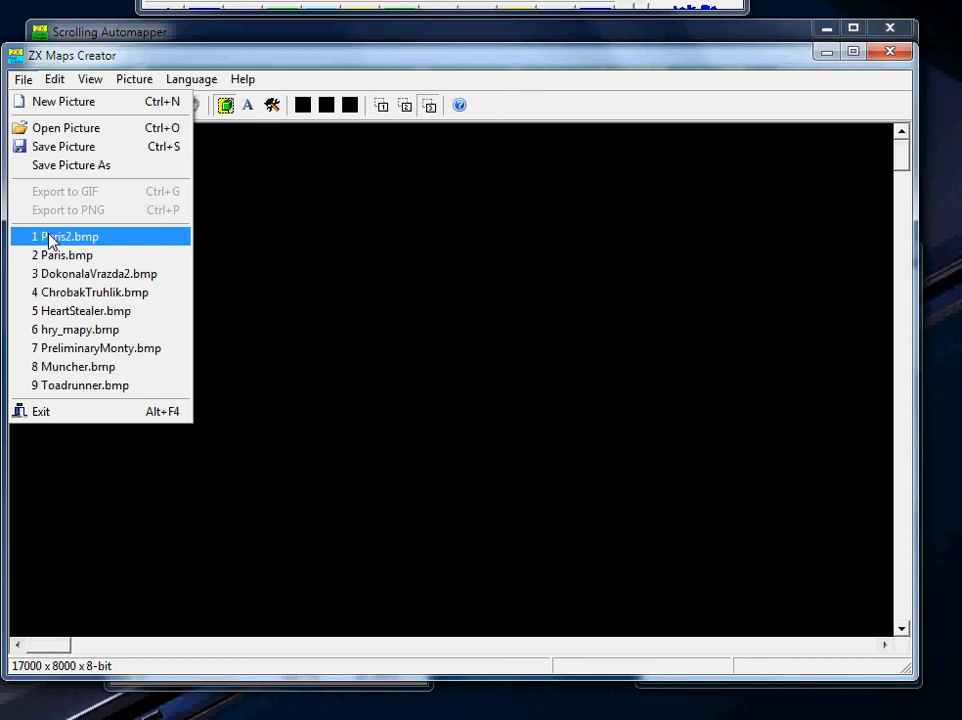 Scrolling Automapper
ZX Maps Creator
File Edit View Picture Language Help
New Picture Ctrl+N
Open Picture Ctrl+O
Save Picture Ctrl+S
Save Picture As
Export to GIF Ctrl+G
Export to PNG Ctrl+P
1 Paris2.bmp
2 Paris.bmp
3 DokonalaVrazda2.bmp
4 ChrobakTruhlik.bmp
5 HeartStealer.bmp
6 hry_mapy.bmp
7 PreliminaryMonty.bmp
8 Muncher.bmp
9 Toadrunner.bmp
Exit Alt+F4
17000 x 8000 x 8-bit